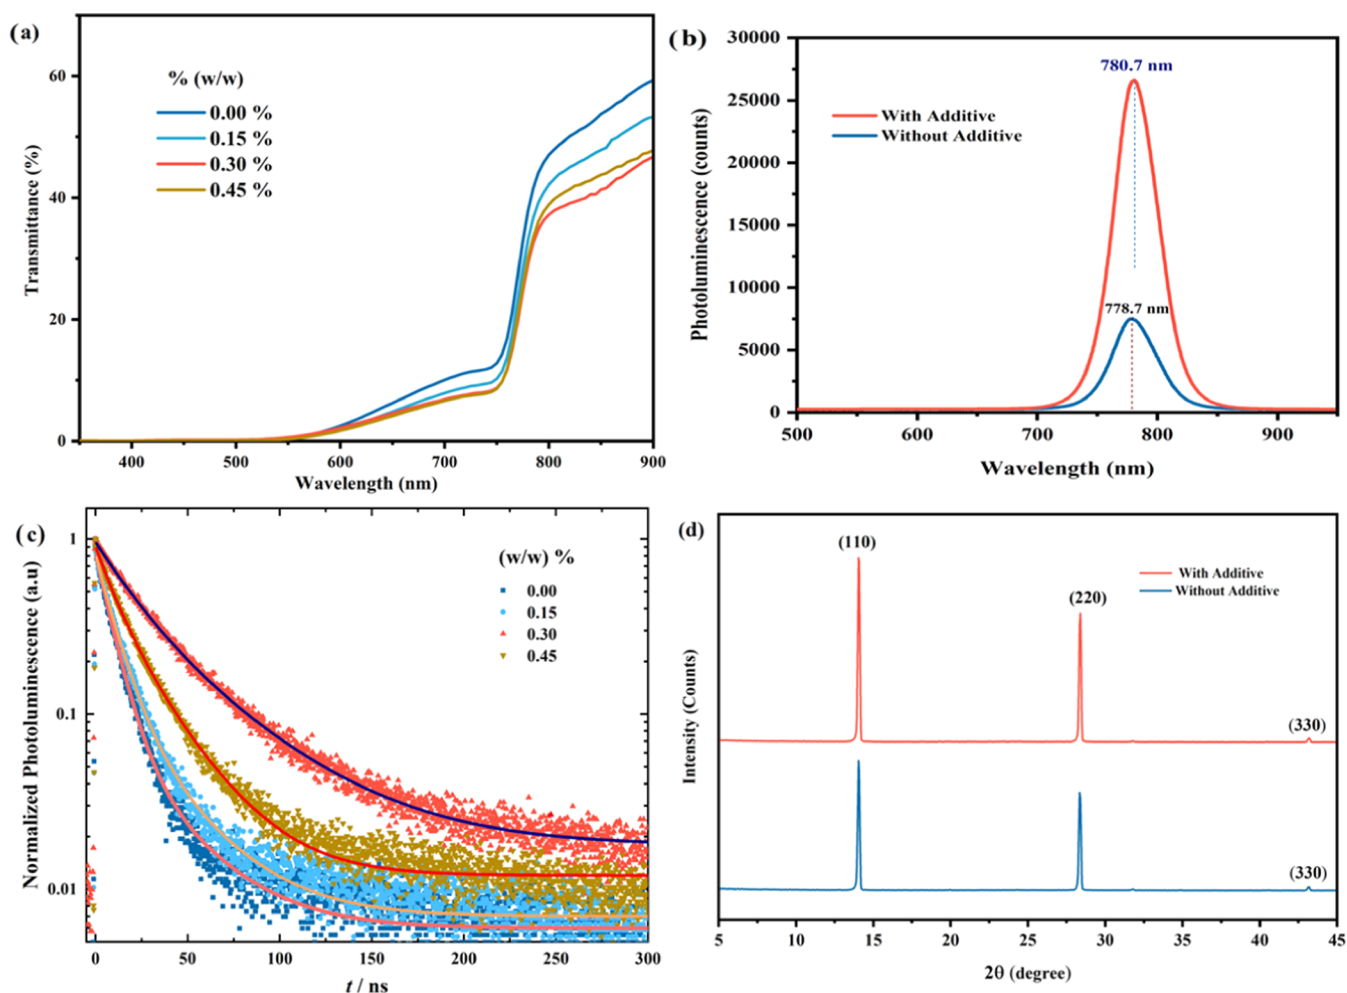 (a)
% (w/w)
0.00 %
0.15 %
0.30 %
0.45 %
60
40
20
0
400
500
600
700
800
900
Wavelength (nm)
Transmittance (%)
(b)
30000
25000
20000
15000
10000
5000
0
780.7 nm
With Additive
Without Additive
778.7 nm
500
600
700
800
900
Wavelength (nm)
Photoluminescence (counts)
(c)
(w/w) %
0.00
0.15
0.30
0.45
1
0.1
0.01
0
50
100
150
200
250
300
t / ns
Normalized Photoluminescence (a.u)
(d)
(110)
(220)
(330)
With Additive
Without Additive
(330)
5
10
15
20
25
30
35
40
45
2θ (degree)
Intensity (Counts)